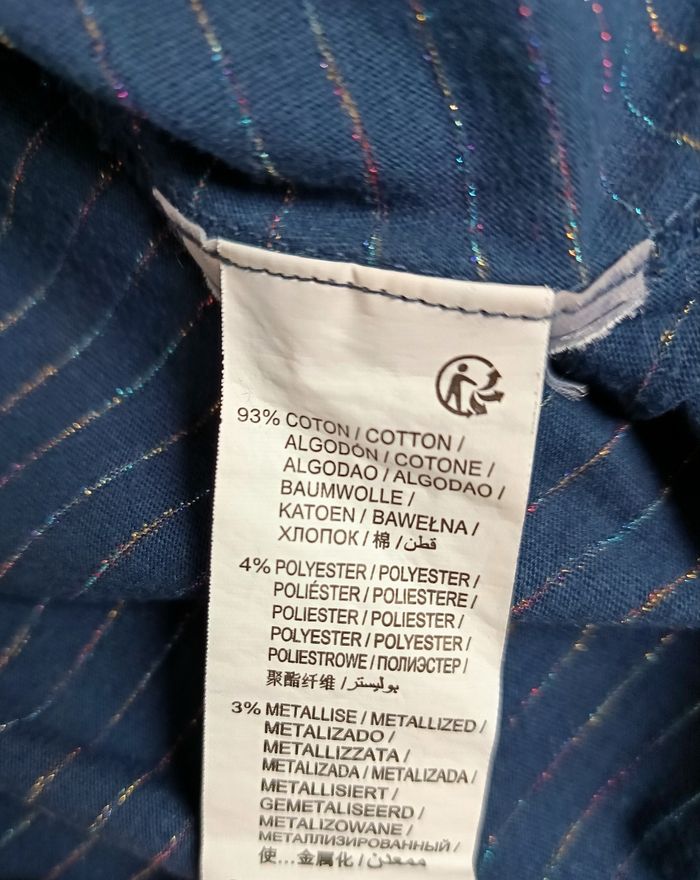 93% COTON / COTTON /
ALGODÓN / COTONE /
ALGODAO / ALGODAO /
BAUMWOLLE /
KATOEN / BAWEŁNA /
ХЛОПОК / 棉 / قطن
4% POLYESTER / POLYESTER /
POLIÉSTER / POLIESTERE /
POLIESTER / POLIESTER /
POLYESTER / POLYESTER /
POLIESTROWE / ПОЛИЭСТЕР /
聚酯纤维 / بوليستر
3% METALLISE / METALLIZED /
METALIZADO /
METALLIZZATA /
METALIZADA / METALIZADA /
METALLISIERT /
GEMETALISEERD /
METALIZOWANE /
МЕТАЛЛИЗИРОВАННЫЙ /
使...金属化 / ممعدن